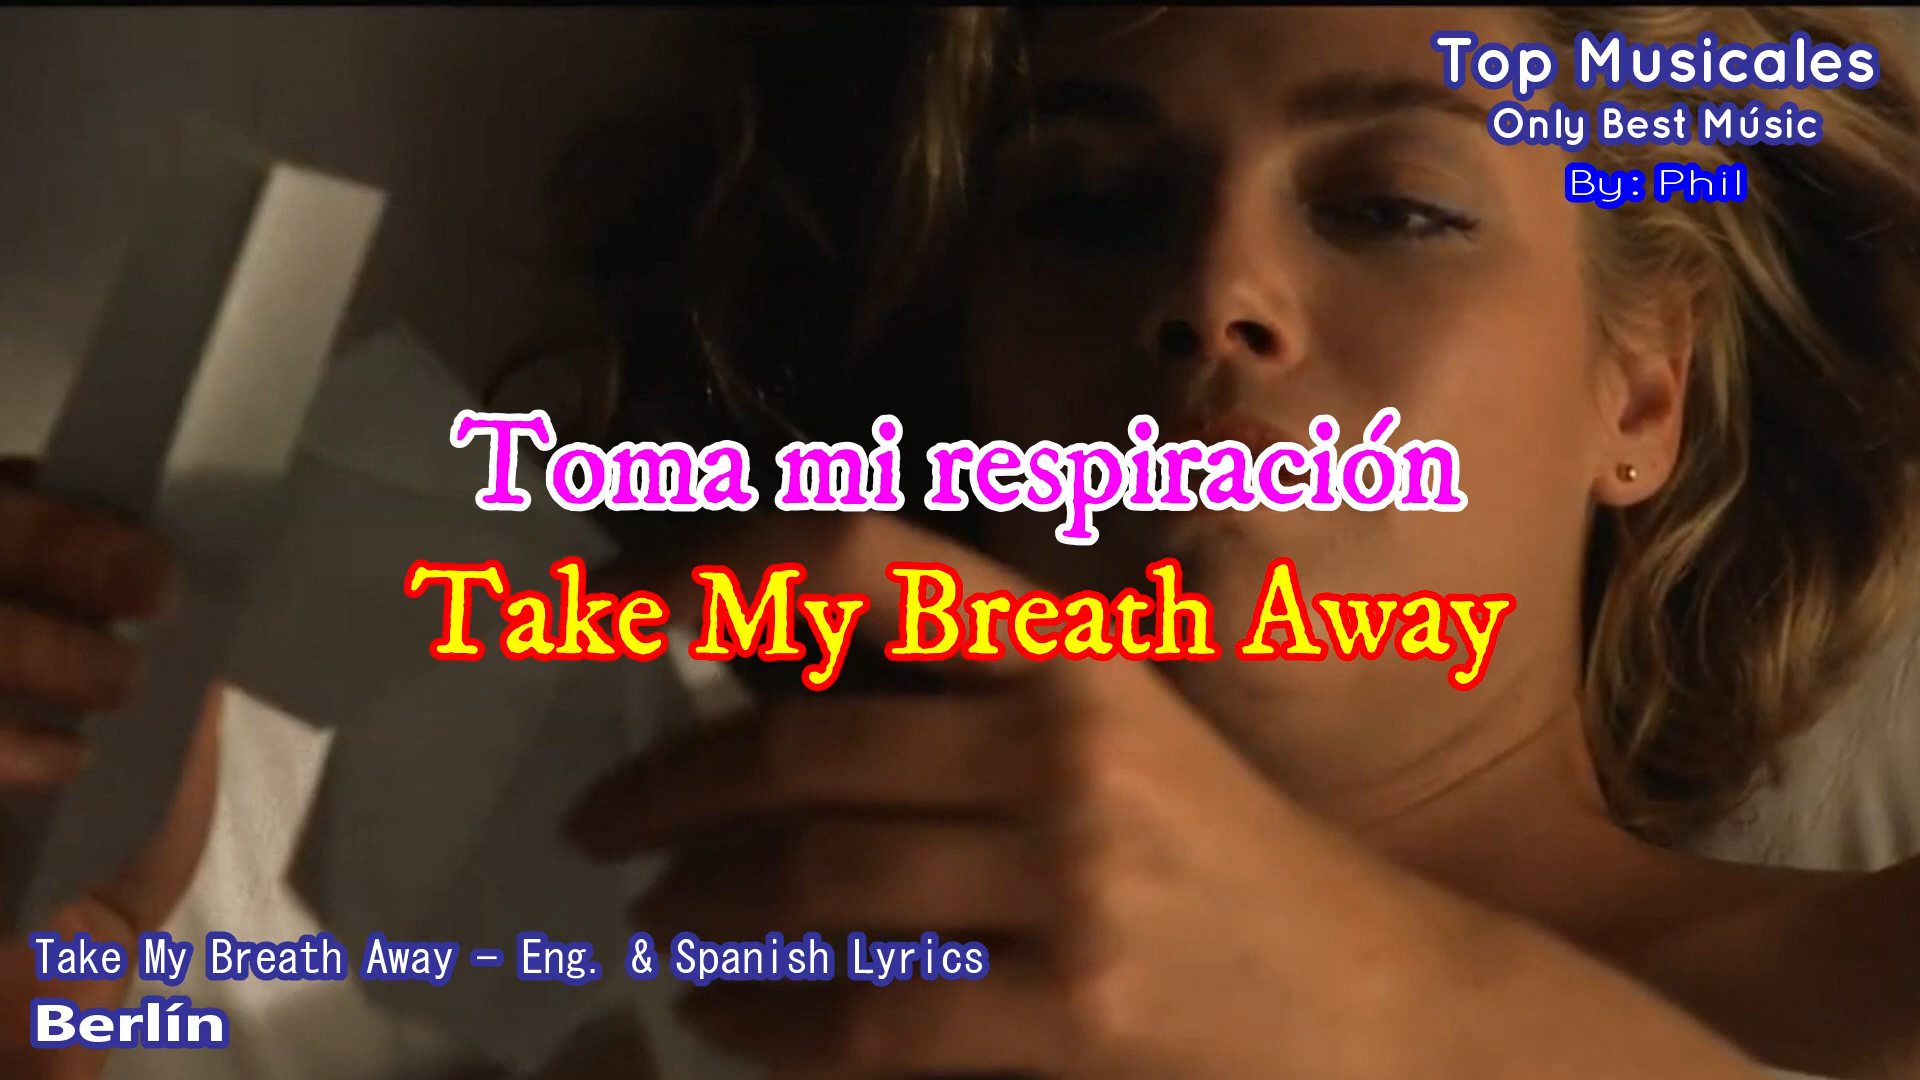 Top Musicales
Only Best Músic
By: Phil
Toma mi respiración
Take My Breath Away
Take My Breath Away - Eng. & Spanish Lyrics
Berlín